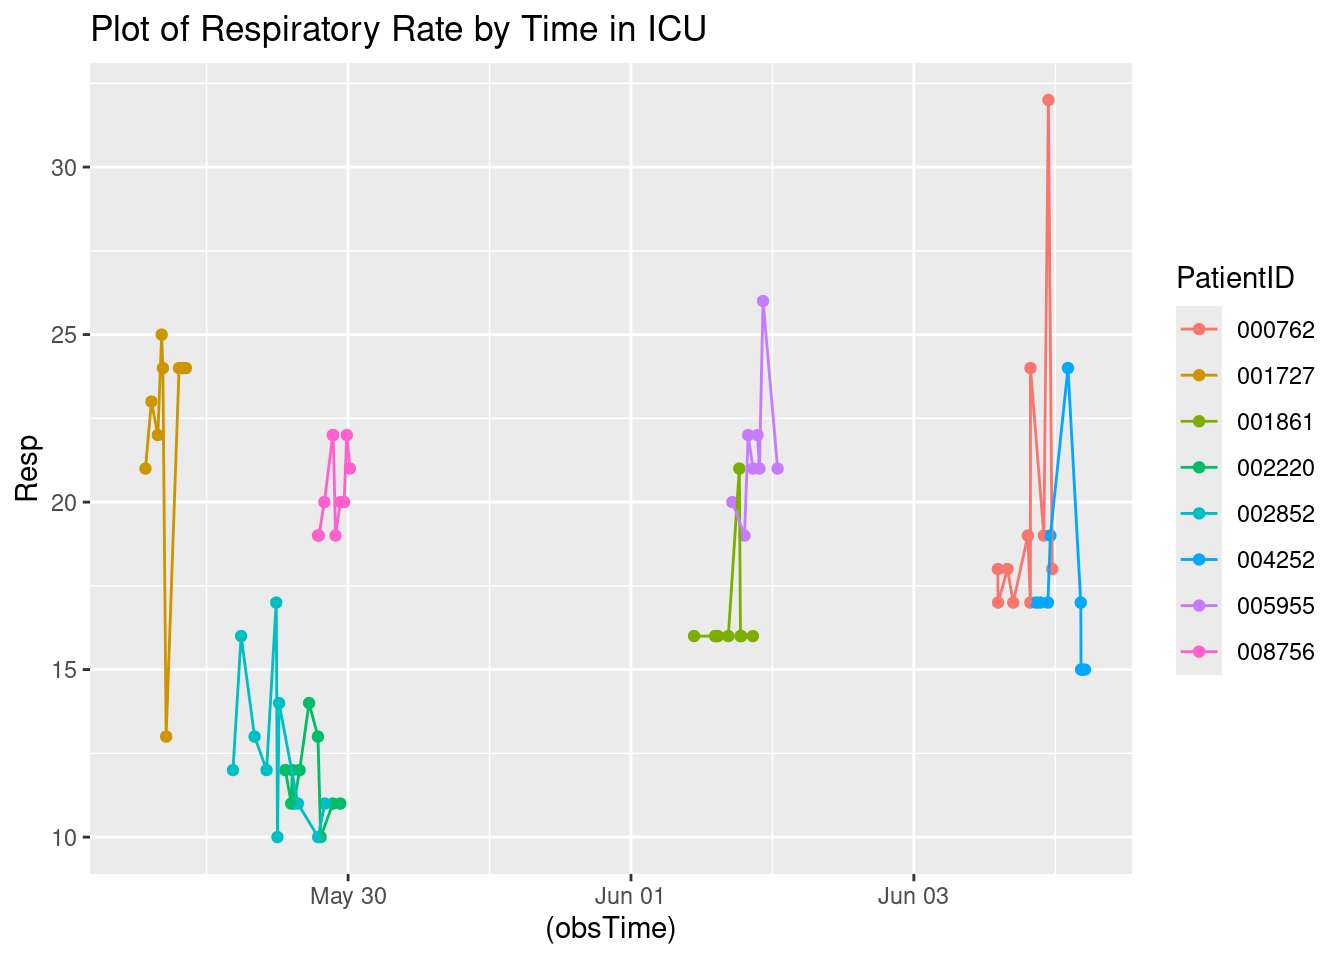 Plot of Respiratory Rate by Time in ICU
30
25
20
15
10
Resp
May 30
Jun 01
Jun 03
(obsTime)
PatientID
000762
001727
001861
002220
002852
004252
005955
008756